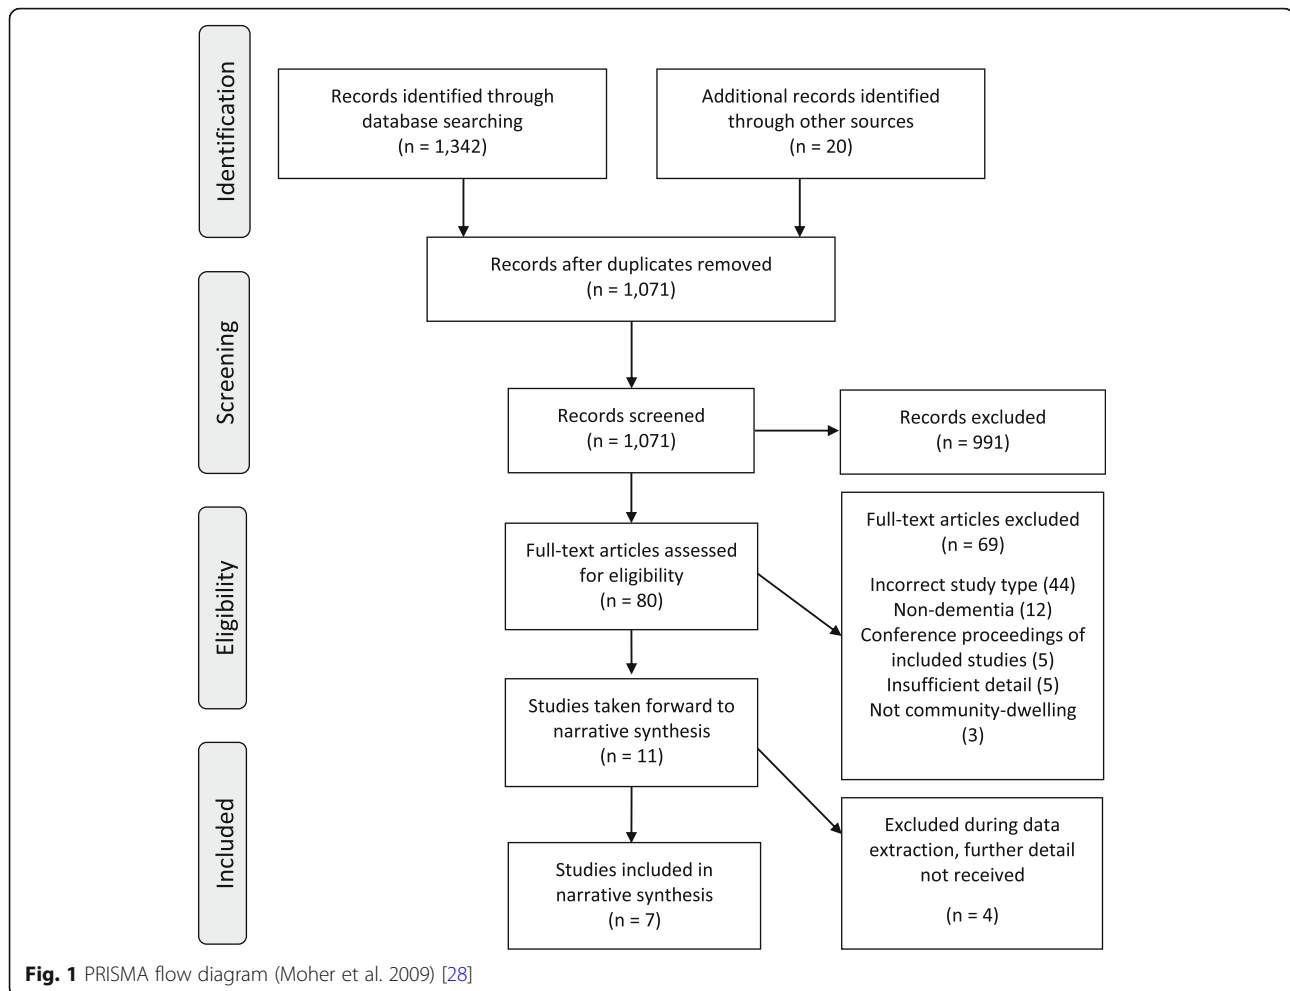 Identification
Records identified through
database searching
(n = 1,342)
Additional records identified
through other sources
(n = 20)
Records after duplicates removed
(n = 1,071)
Screening
Records screened
(n = 1,071)
Records excluded
(n = 991)
Eligibility
Full-text articles assessed
for eligibility
(n = 80)
Full-text articles excluded
(n = 69)
Incorrect study type (44)
Non-dementia (12)
Conference proceedings of
included studies (5)
Insufficient detail (5)
Not community-dwelling
(3)
Studies taken forward to
narrative synthesis
(n = 11)
Included
Excluded during data
extraction, further detail
not received
(n = 4)
Studies included in
narrative synthesis
(n = 7)
Fig. 1 PRISMA flow diagram (Moher et al. 2009) [28]